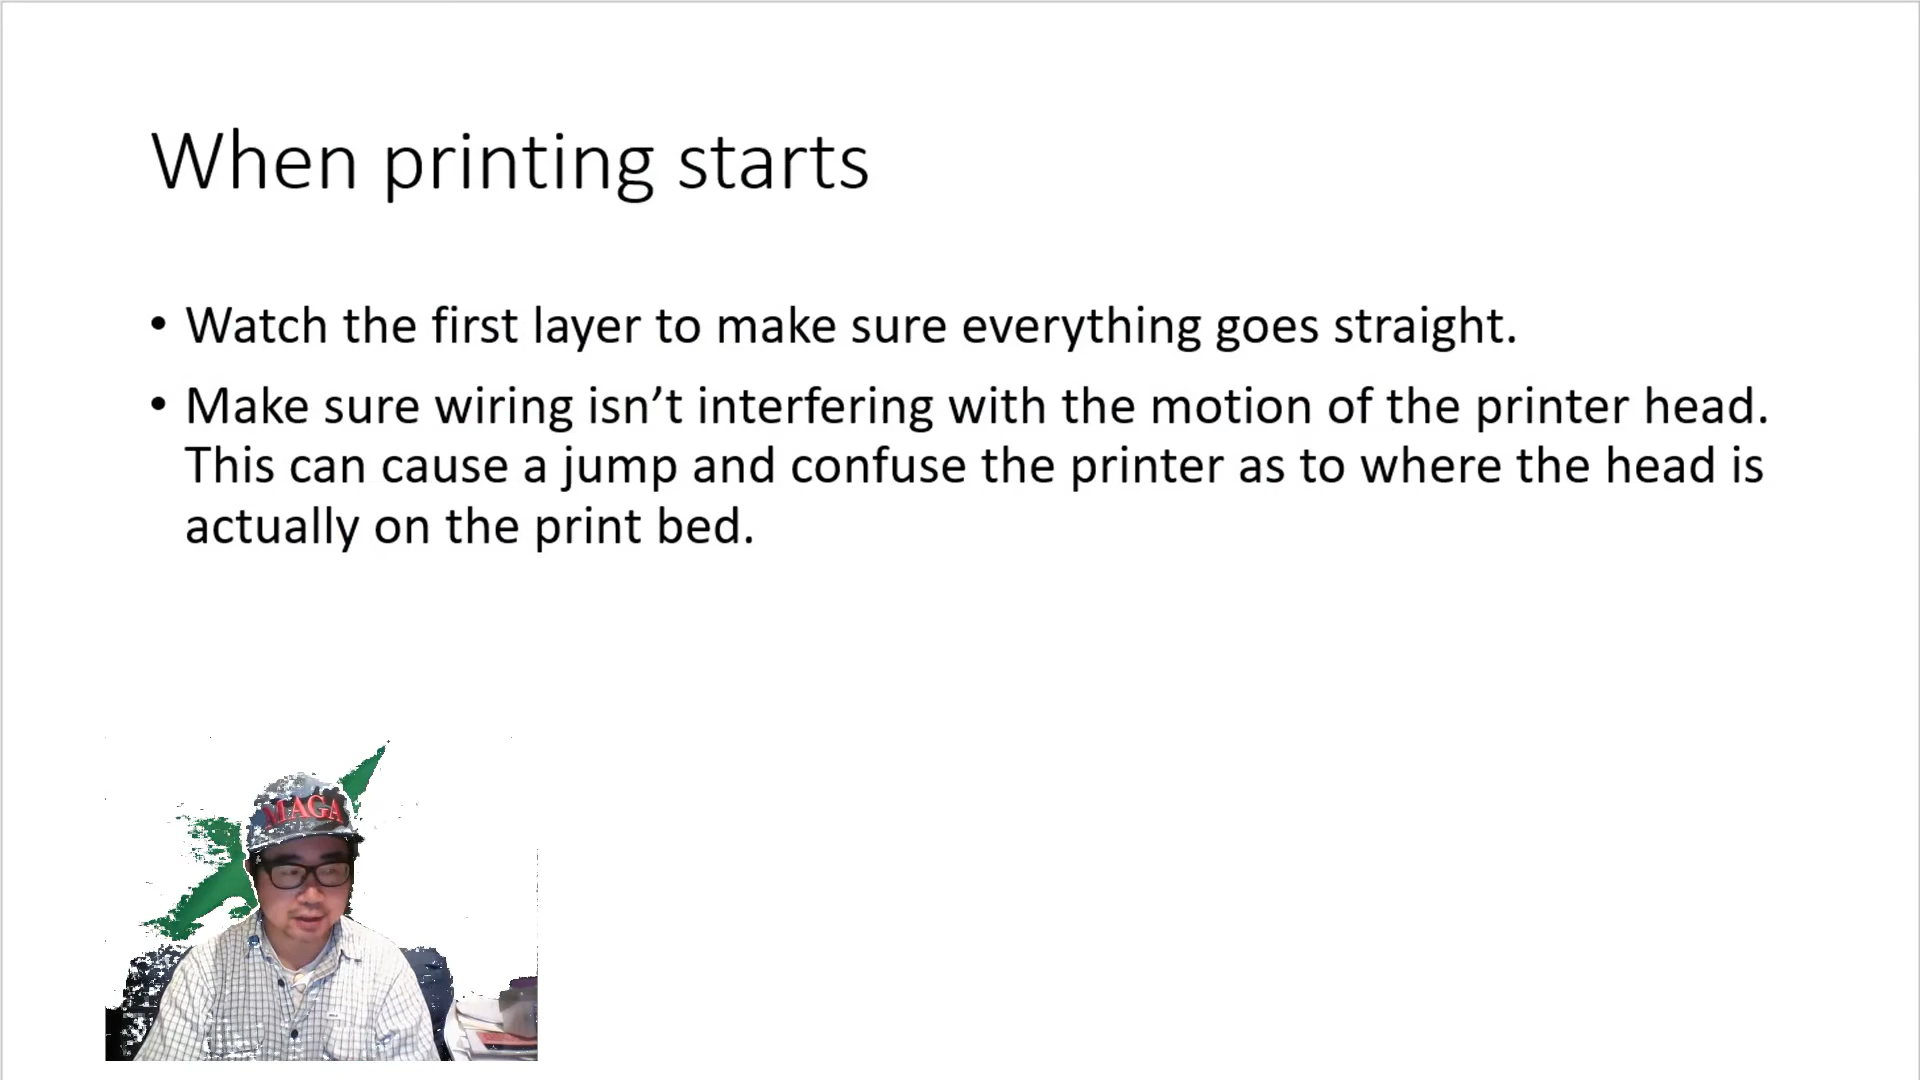 When printing starts
• Watch the first layer to make sure everything goes straight.
• Make sure wiring isn’t interfering with the motion of the printer head.
This can cause a jump and confuse the printer as to where the head is
actually on the print bed.
MAGA